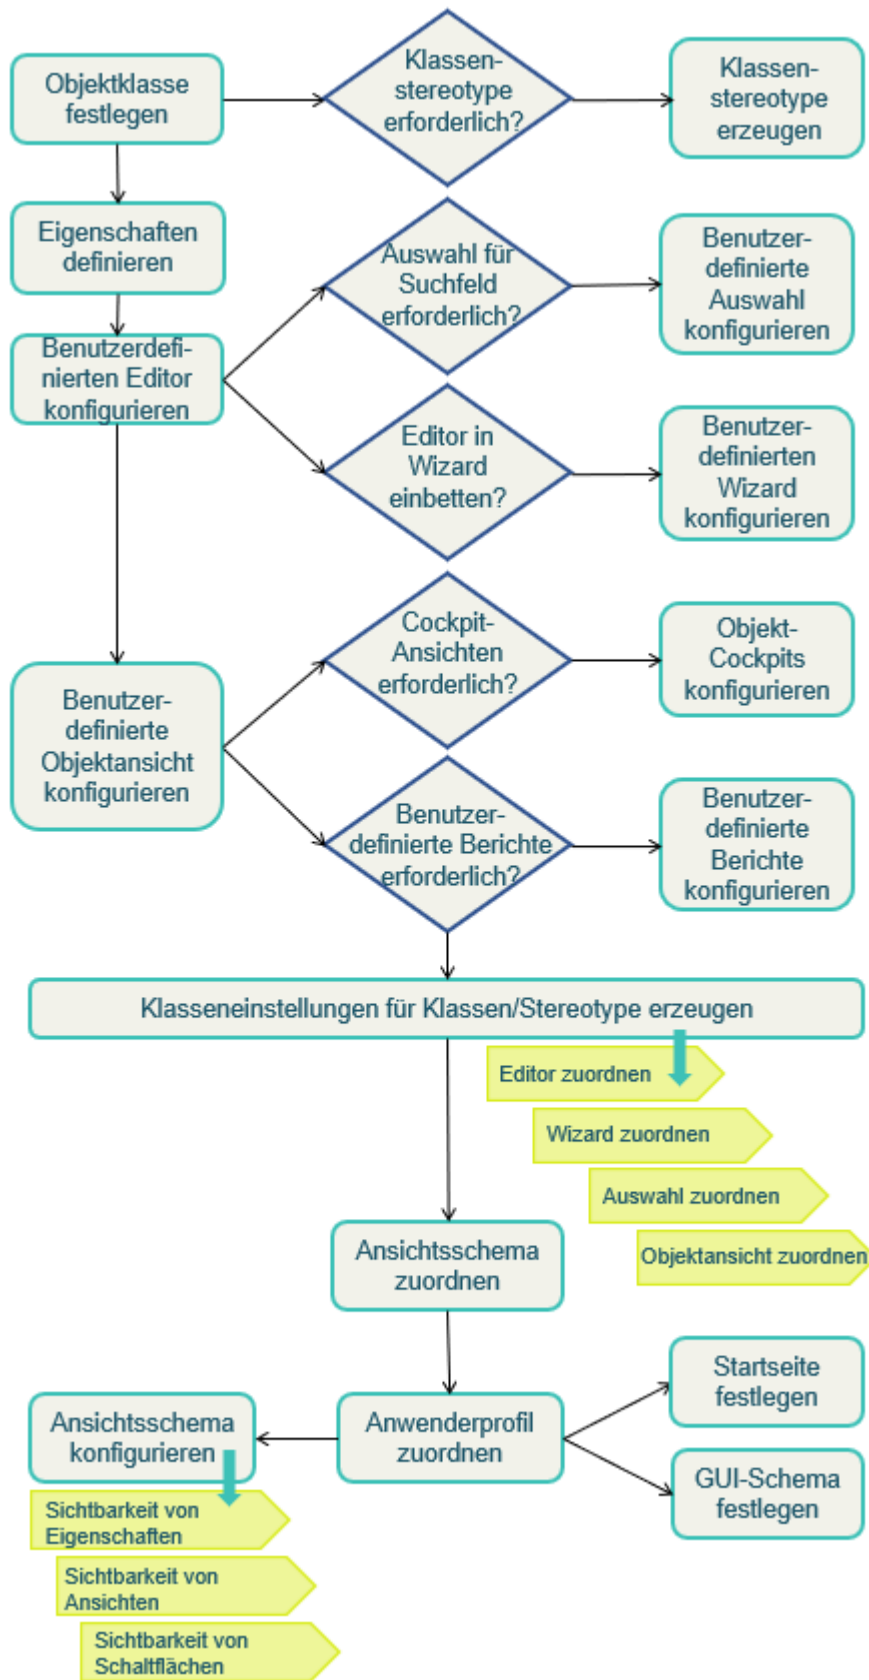 Objektklasse
festlegen
Klassen-
stereotype
erforderlich?
Klassen-
stereotype
erzeugen
Eigenschaften
definieren
Auswahl für
Suchfeld
erforderlich?
Benutzer-
definierte
Auswahl
konfigurieren
Benutzerdefi-
nierten Editor
konfigurieren
Editor in
Wizard
einbetten?
Benutzer-
definierten
Wizard
konfigurieren
Cockpit-
Ansichten
erforderlich?
Objekt-
Cockpits
konfigurieren
Benutzer-
definierte
Objektansicht
konfigurieren
Benutzer-
definierte Berichte
erforderlich?
Benutzer-
definierte
Berichte
konfigurieren
Klasseneinstellungen für Klassen/Stereotype erzeugen
Editor zuordnen
Wizard zuordnen
Auswahl zuordnen
Objektansicht zuordnen
Ansichtsschema
zuordnen
Startseite
festlegen
Ansichtsschema
konfigurieren
Anwenderprofil
zuordnen
GUI-Schema
festlegen
Sichtbarkeit von
Eigenschaften
Sichtbarkeit von
Ansichten
Sichtbarkeit von
Schaltflächen